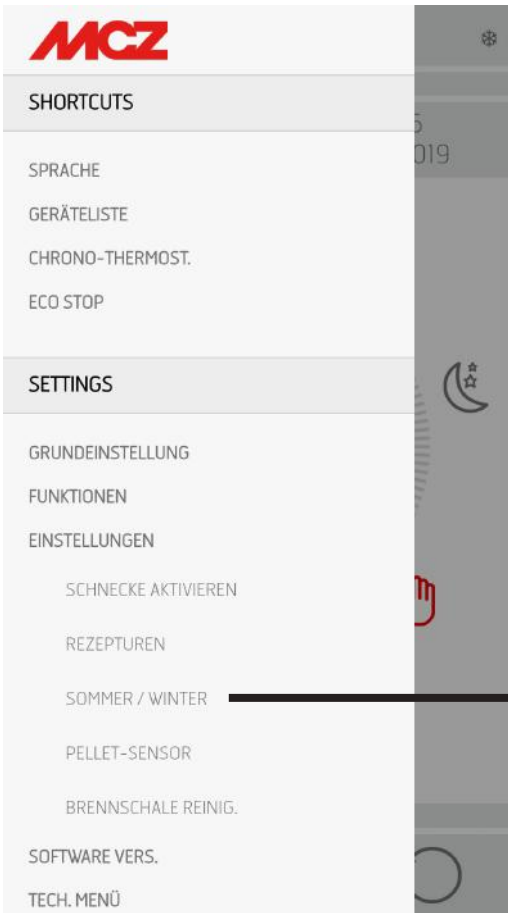 MCZ
SHORTCUTS
SPRACHE
GERÄTELISTE
CHRONO-THERMOST.
ECO STOP
SETTINGS
GRUNDEINSTELLUNG
FUNKTIONEN
EINSTELLUNGEN
SCHNECKE AKTIVIEREN
REZEPTUREN
SOMMER / WINTER
PELLET-SENSOR
BRENNSCHALE REINIG.
SOFTWARE VERS.
TECH. MENÜ